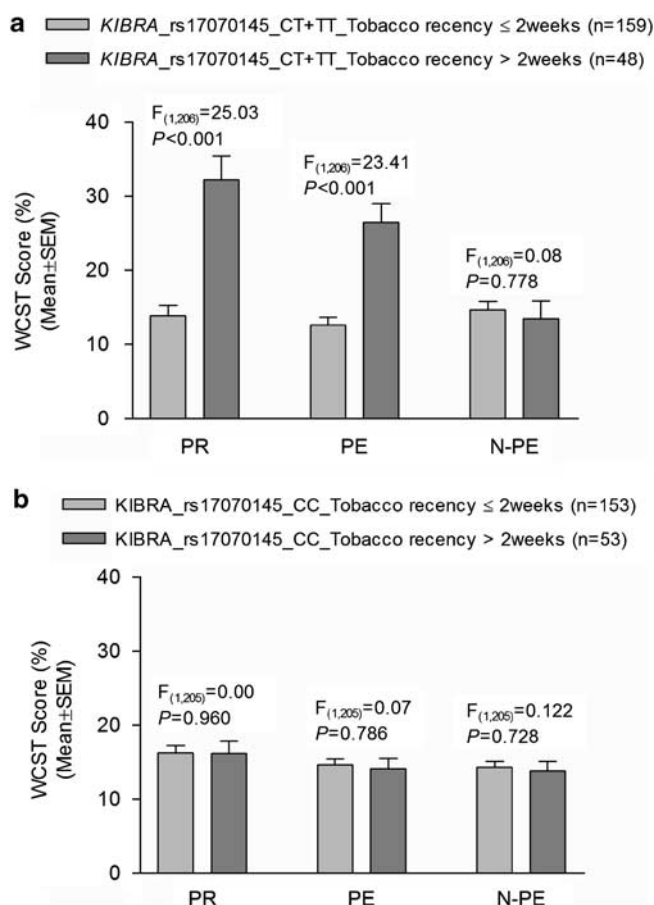 a KIBRA_rs17070145_CT+TT_Tobacco recency ≤ 2weeks (n=159)
KIBRA_rs17070145_CT+TT_Tobacco recency > 2weeks (n=48)
WCST Score (%)
(Mean±SEM)
40
30
20
10
0
F(1,206)=25.03
P<0.001
F(1,206)=23.41
P<0.001
F(1,206)=0.08
P=0.778
PR PE N-PE
b KIBRA_rs17070145_CC_Tobacco recency ≤ 2weeks (n=153)
KIBRA_rs17070145_CC_Tobacco recency > 2weeks (n=53)
WCST Score (%)
(Mean±SEM)
40
30
20
10
0
F(1,205)=0.00
P=0.960
F(1,205)=0.07
P=0.786
F(1,205)=0.122
P=0.728
PR PE N-PE